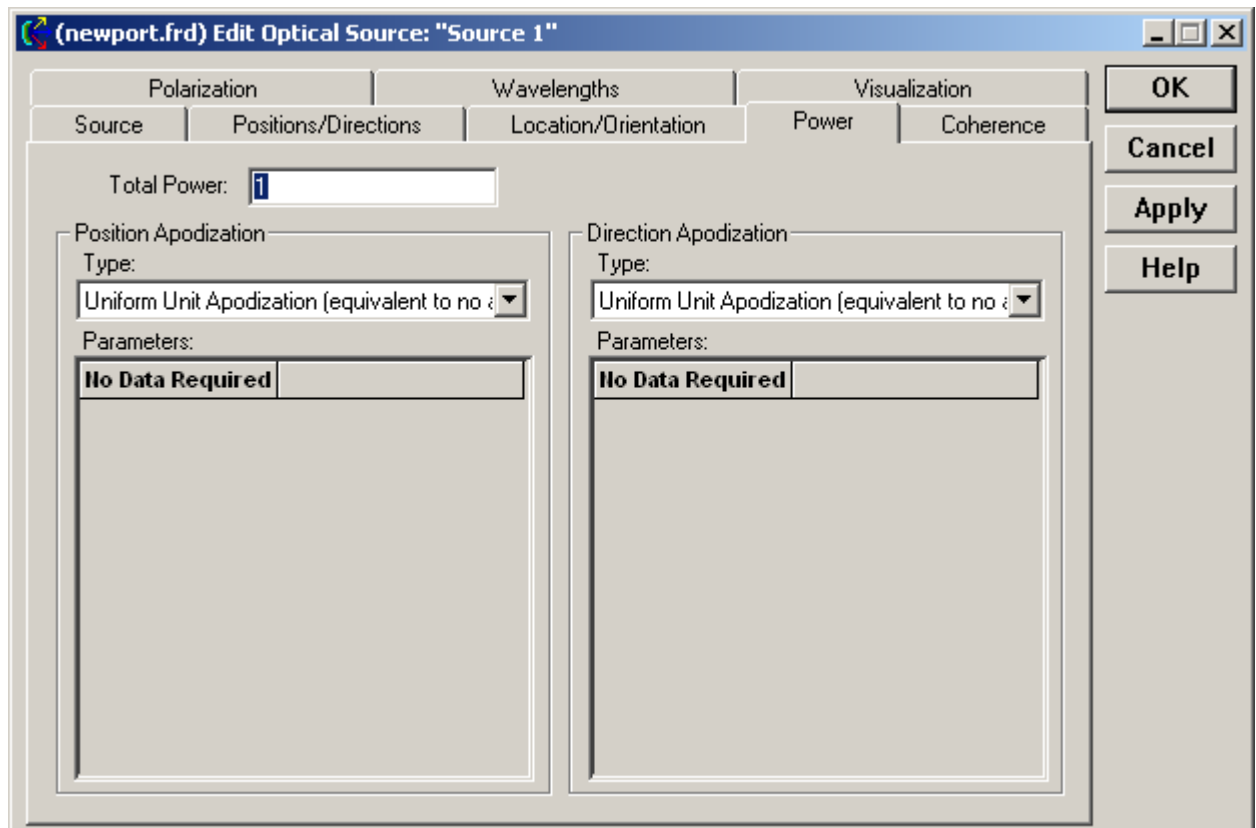 (newport.frd) Edit Optical Source: "Source 1"
Polarization Wavelengths Visualization
Source Positions/Directions Location/Orientation Power Coherence
OK
Cancel
Apply
Help
Total Power: 1
Position Apodization
Type:
Uniform Unit Apodization (equivalent to no
Parameters:
No Data Required
Direction Apodization
Type:
Uniform Unit Apodization (equivalent to no
Parameters:
No Data Required